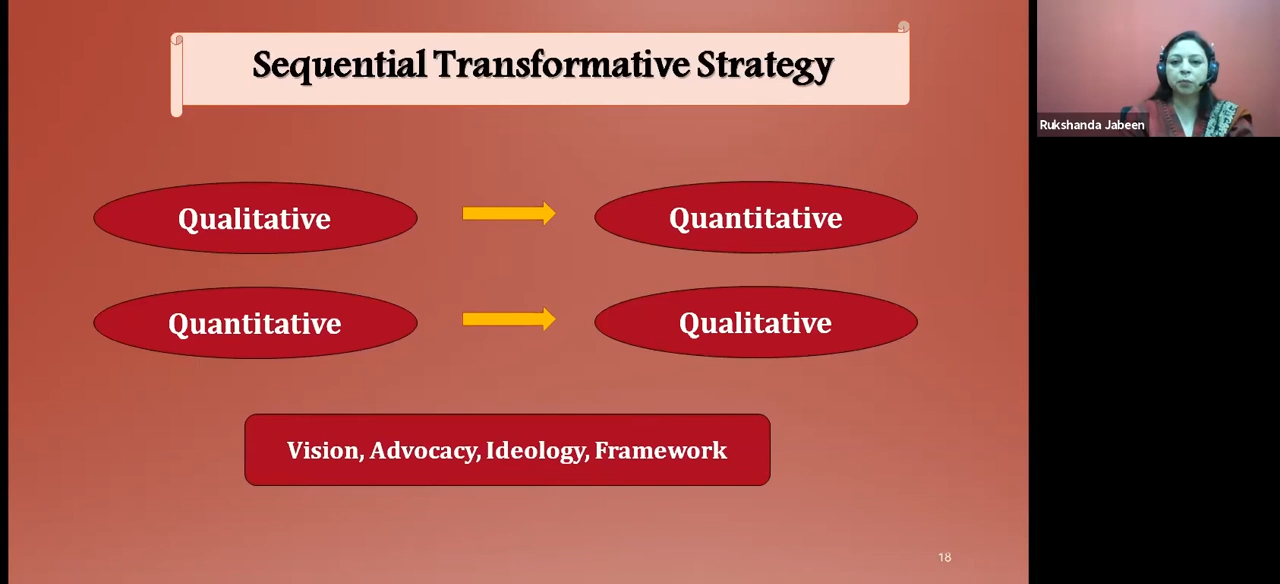 Sequential Transformative Strategy
Rukshanda Jabeen
Qualitative
Quantitative
Quantitative
Qualitative
Vision, Advocacy, Ideology, Framework
18